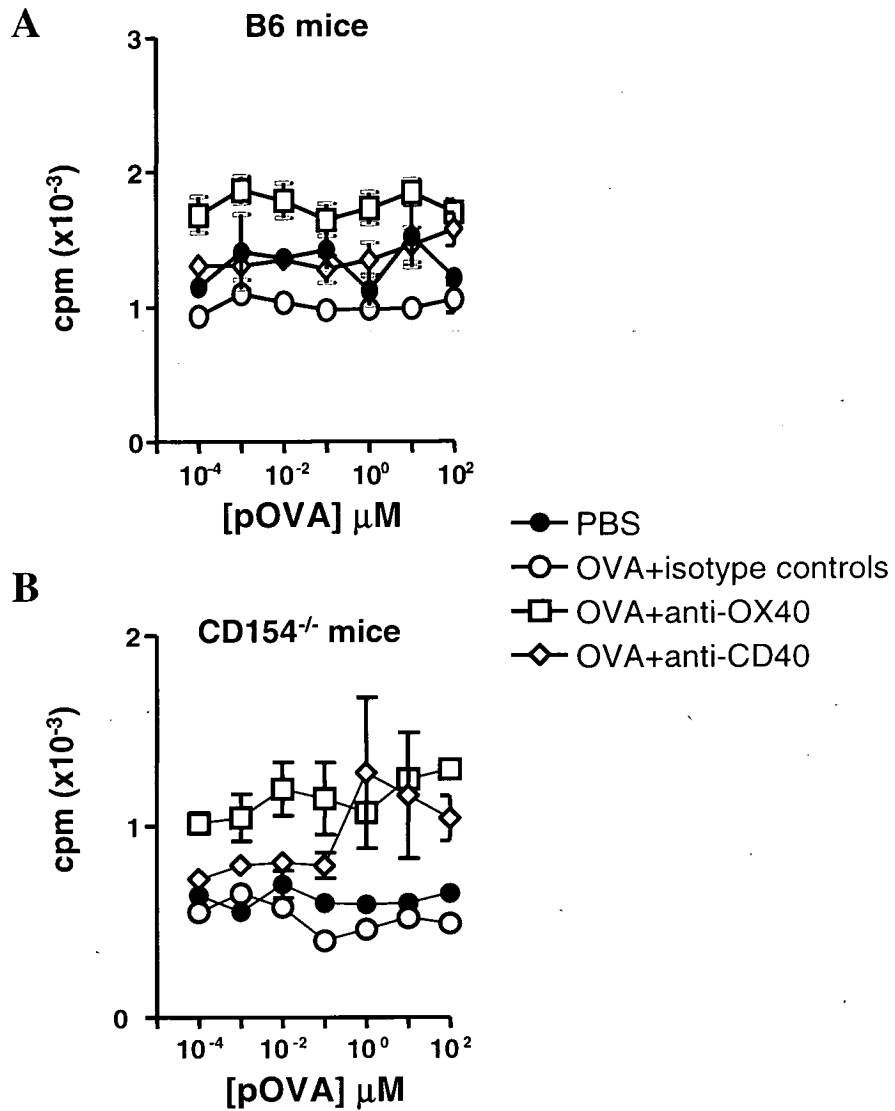 A
B6 mice
3
2
1
0
cpm (x10⁻³)
10⁻⁴ 10⁻² 10⁰ 10²
[pOVA] μM
PBS
OVA+isotype controls
OVA+anti-OX40
OVA+anti-CD40
B
CD154⁻/⁻ mice
2
1
0
cpm (x10⁻³)
10⁻⁴ 10⁻² 10⁰ 10²
[pOVA] μM